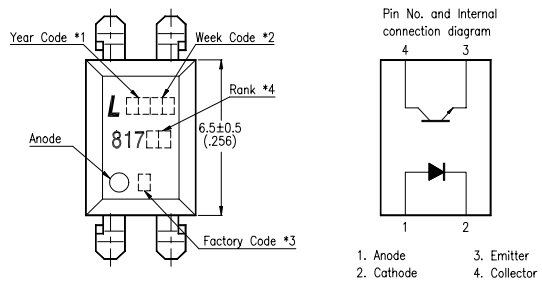 Year Code *1
Week Code *2
Rank *4
L
817
6.5±0.5
(.256)
Anode
Factory Code *3
Pin No. and Internal
connection diagram
4 3
1 2
1. Anode 3. Emitter
2. Cathode 4. Collector